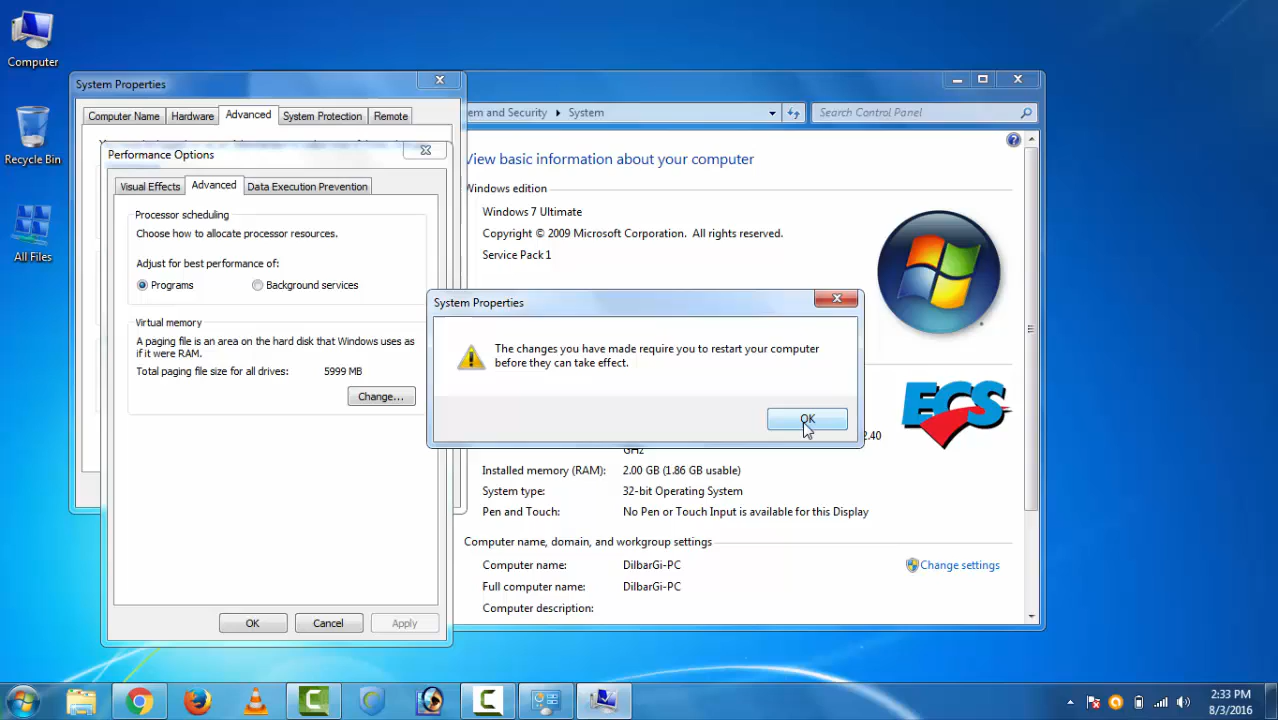 Computer
Recycle Bin
All Files
System Properties
Computer Name
Hardware
Advanced
System Protection
Remote
Performance Options
Visual Effects
Advanced
Data Execution Prevention
Processor scheduling
Choose how to allocate processor resources.
Adjust for best performance of:
Programs
Background services
Virtual memory
A paging file is an area on the hard disk that Windows uses as
if it were RAM.
Total paging file size for all drives: 5999 MB
Change...
OK
Cancel
Apply
em and Security
System
Search Control Panel
View basic information about your computer
Windows edition
Windows 7 Ultimate
Copyright © 2009 Microsoft Corporation. All rights reserved.
Service Pack 1
System Properties
The changes you have made require you to restart your computer
before they can take effect.
OK
ECS
2.40
GHz
Installed memory (RAM): 2.00 GB (1.86 GB usable)
System type: 32-bit Operating System
Pen and Touch: No Pen or Touch Input is available for this Display
Computer name, domain, and workgroup settings
Computer name: DilbarGi-PC
Change settings
Full computer name: DilbarGi-PC
Computer description:
2:33 PM
8/3/2016